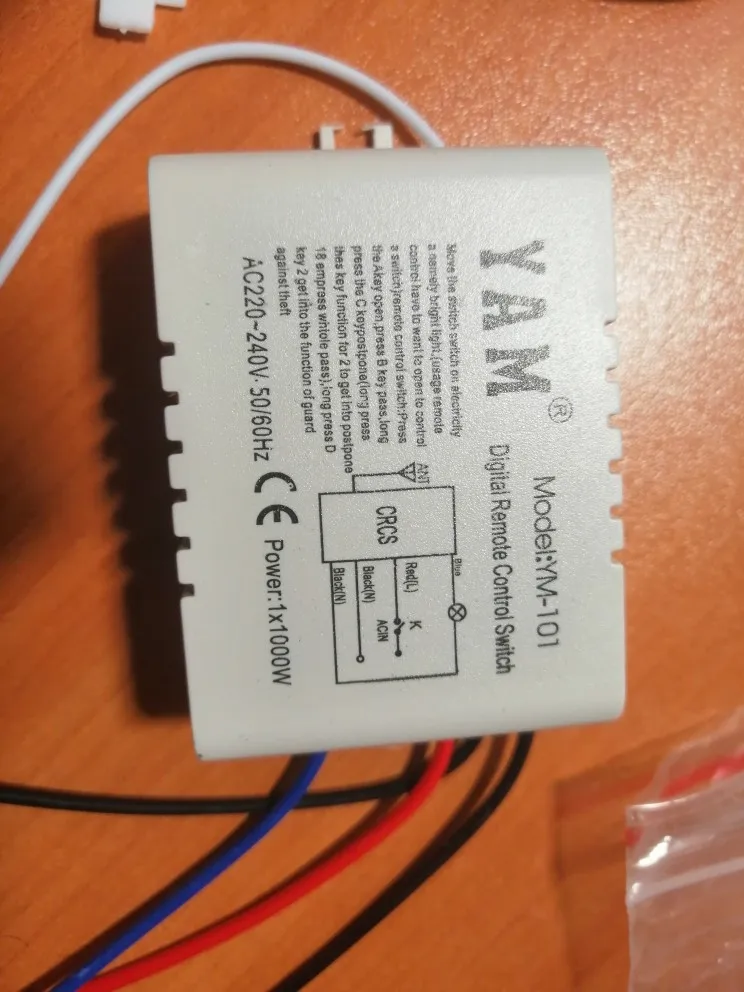 YAM®
Model:YM-101
Digital Remote Control Switch
Move the switch switch on electricity
a namely bright light,(usage remote
control have to want to open to control
a switch)remote control switch:Press
the Akey open,press B key pass,long
press the C keypostpone(long press
thes key function for 2 to get into postpone
18 empress whtole pass),long press D
key 2 get into the function of guard
against theft
ANT
CRCS
Blue
Red(L)
K
ACIN
Black(N)
Black(N)
AC220~240V· 50/60Hz CE Power:1x1000W